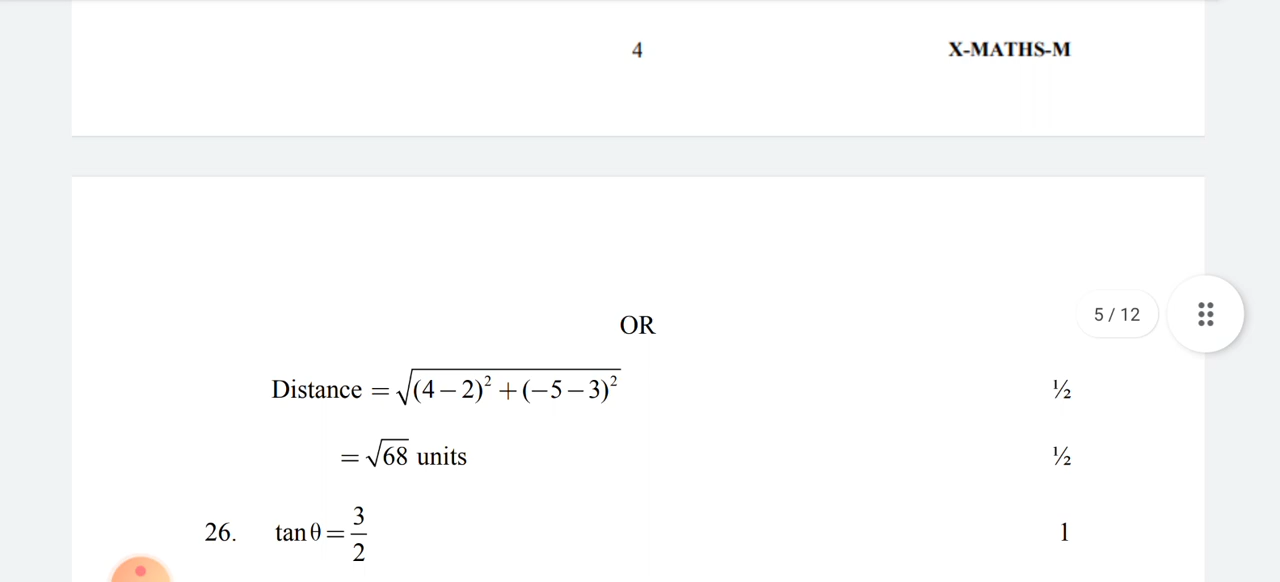 4 X-MATHS-M
OR
5 / 12
Distance = √((4 – 2)² + (–5 – 3)²) ½
= √68 units ½
26. tan θ = 3/2 1